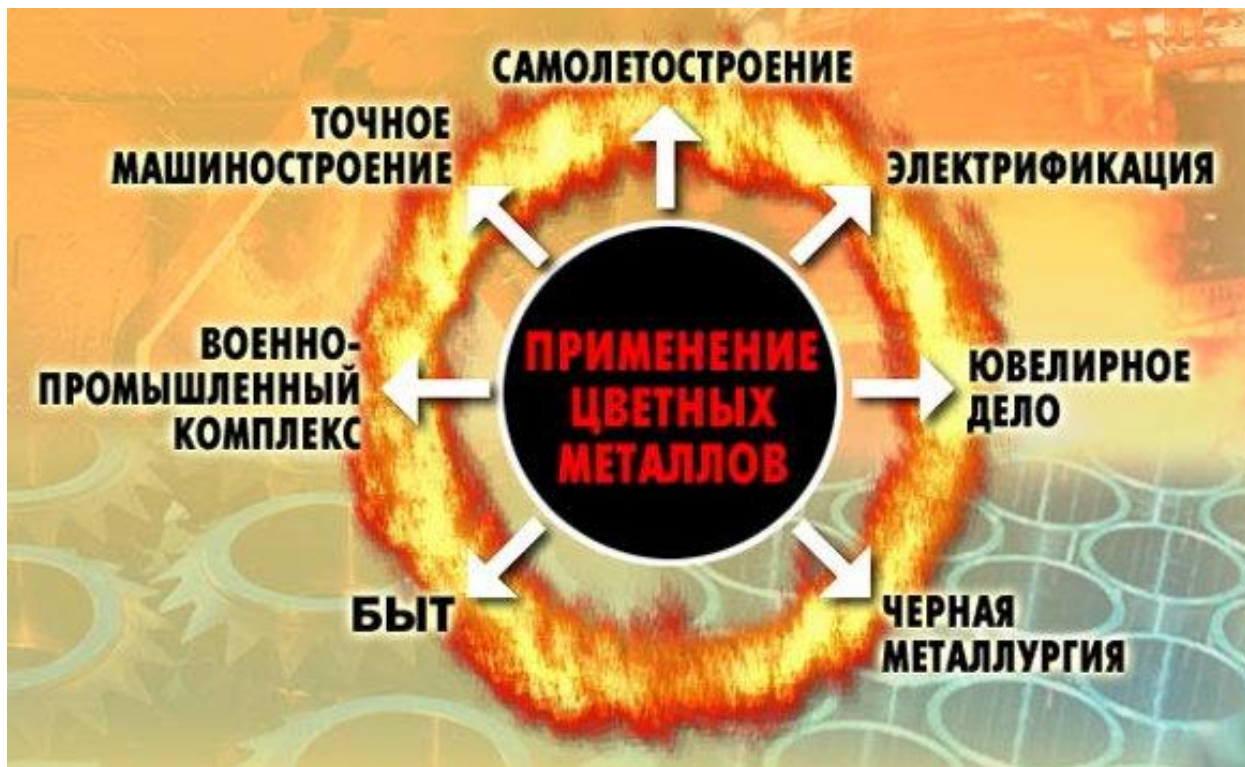 САМОЛЕТОСТРОЕНИЕ
ТОЧНОЕ
МАШИНОСТРОЕНИЕ
ЭЛЕКТРИФИКАЦИЯ
ВОЕННО-
ПРОМЫШЛЕННЫЙ
КОМПЛЕКС
ПРИМЕНЕНИЕ
ЦВЕТНЫХ
МЕТАЛЛОВ
ЮВЕЛИРНОЕ
ДЕЛО
БЫТ
ЧЕРНАЯ
МЕТАЛЛУРГИЯ